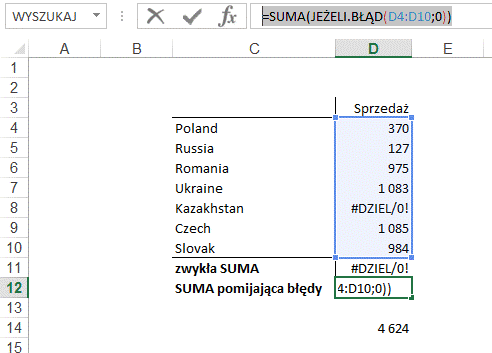 WYSZUKAJ =SUMA(JEŻELI.BŁĄD(D4:D10;0))
A B C D E
1
2
3 Sprzedaż
4 Poland 370
5 Russia 127
6 Romania 975
7 Ukraine 1 083
8 Kazakhstan #DZIEL/0!
9 Czech 1 085
10 Slovak 984
11 zwykła SUMA #DZIEL/0!
12 SUMA pomijająca błędy 4:D10;0))
13
14 4 624
15